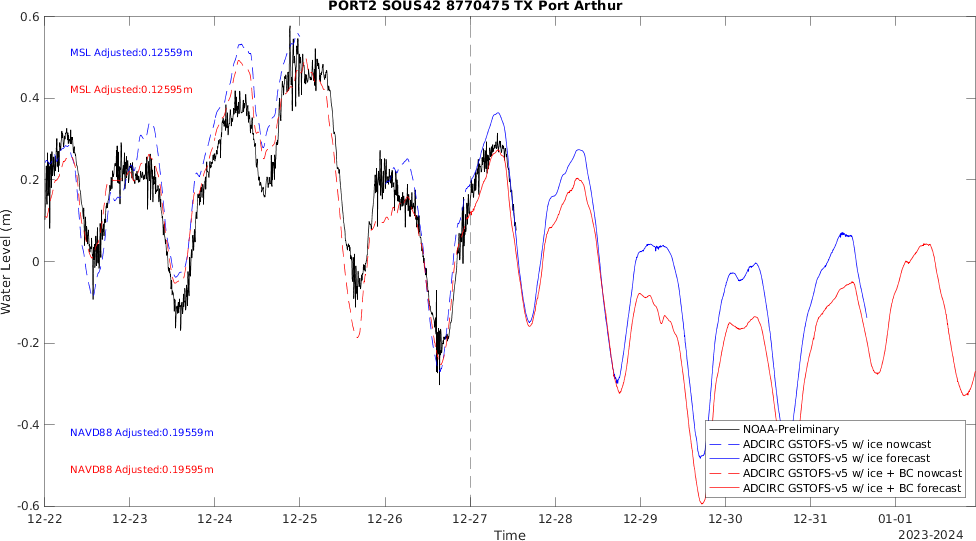 PORT2 SOUS42 8770475 TX Port Arthur
0.6
MSL Adjusted:0.12559m
MSL Adjusted:0.12595m
0.4
0.2
0
-0.2
-0.4
-0.6
Water Level (m)
NAVD88 Adjusted:0.19559m
NAVD88 Adjusted:0.19595m
NOAA-Preliminary
ADCIRC GSTOFS-v5 w/ ice nowcast
ADCIRC GSTOFS-v5 w/ ice forecast
ADCIRC GSTOFS-v5 w/ ice + BC nowcast
ADCIRC GSTOFS-v5 w/ ice + BC forecast
12-22 12-23 12-24 12-25 12-26 12-27 12-28 12-29 12-30 12-31 01-01
Time
2023-2024